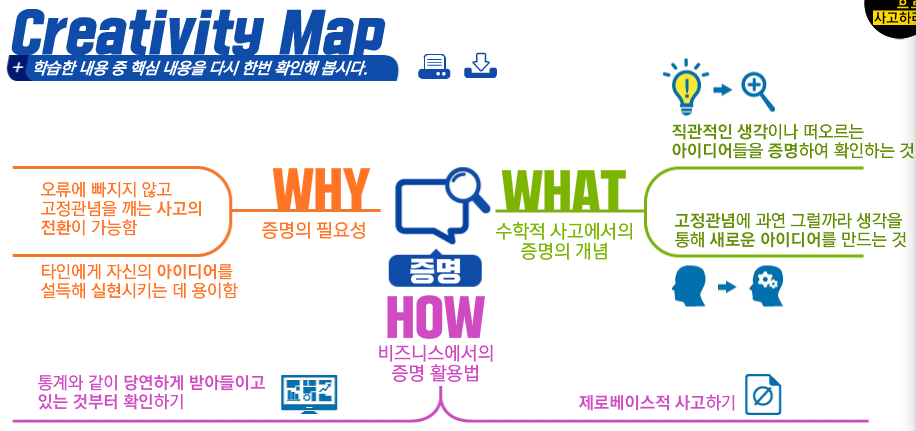 Creativity Map
+ 학습한 내용 중 핵심 내용을 다시 한번 확인해 봅시다.
사고하
직관적인 생각이나 떠오르는
아이디어들을 증명하여 확인하는 것
WHY
증명의 필요성
오류에 빠지지 않고
고정관념을 깨는 사고의
전환이 가능함
타인에게 자신의 아이디어를
설득해 실현시키는 데 용이함
WHAT
수학적 사고에서의
증명의 개념
고정관념에 과연 그럴까라 생각을
통해 새로운 아이디어를 만드는 것
증명
HOW
비즈니스에서의
증명 활용법
통계와 같이 당연하게 받아들이고
있는 것부터 확인하기
제로베이스적 사고하기